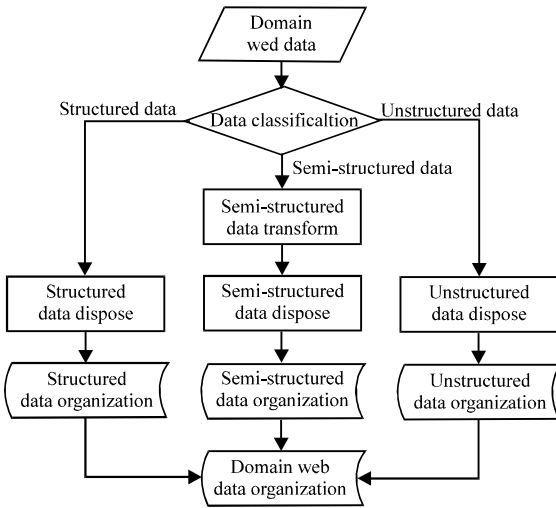 Domain
wed data
Structured data
Data classificaltion
Unstructured data
Semi-structured data
Semi-structured
data transform
Structured
data dispose
Semi-structured
data dispose
Unstructured
data dispose
Structured
data organization
Semi-structured
data organization
Unstructured
data organization
Domain web
data organization